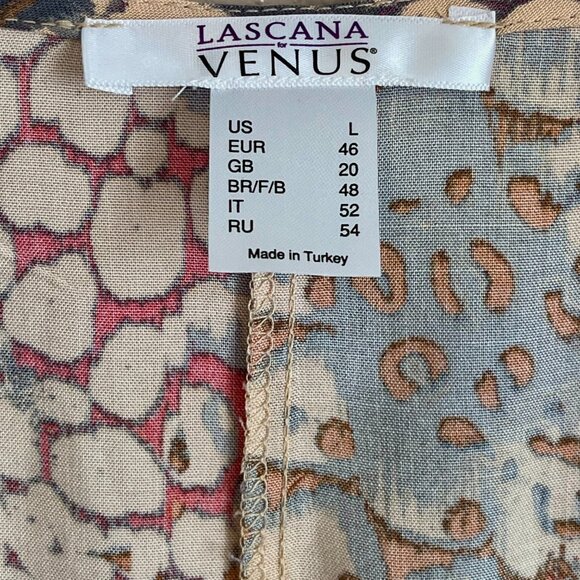 LASCANA
for
VENUS®
US L
EUR 46
GB 20
BR/F/B 48
IT 52
RU 54
Made in Turkey